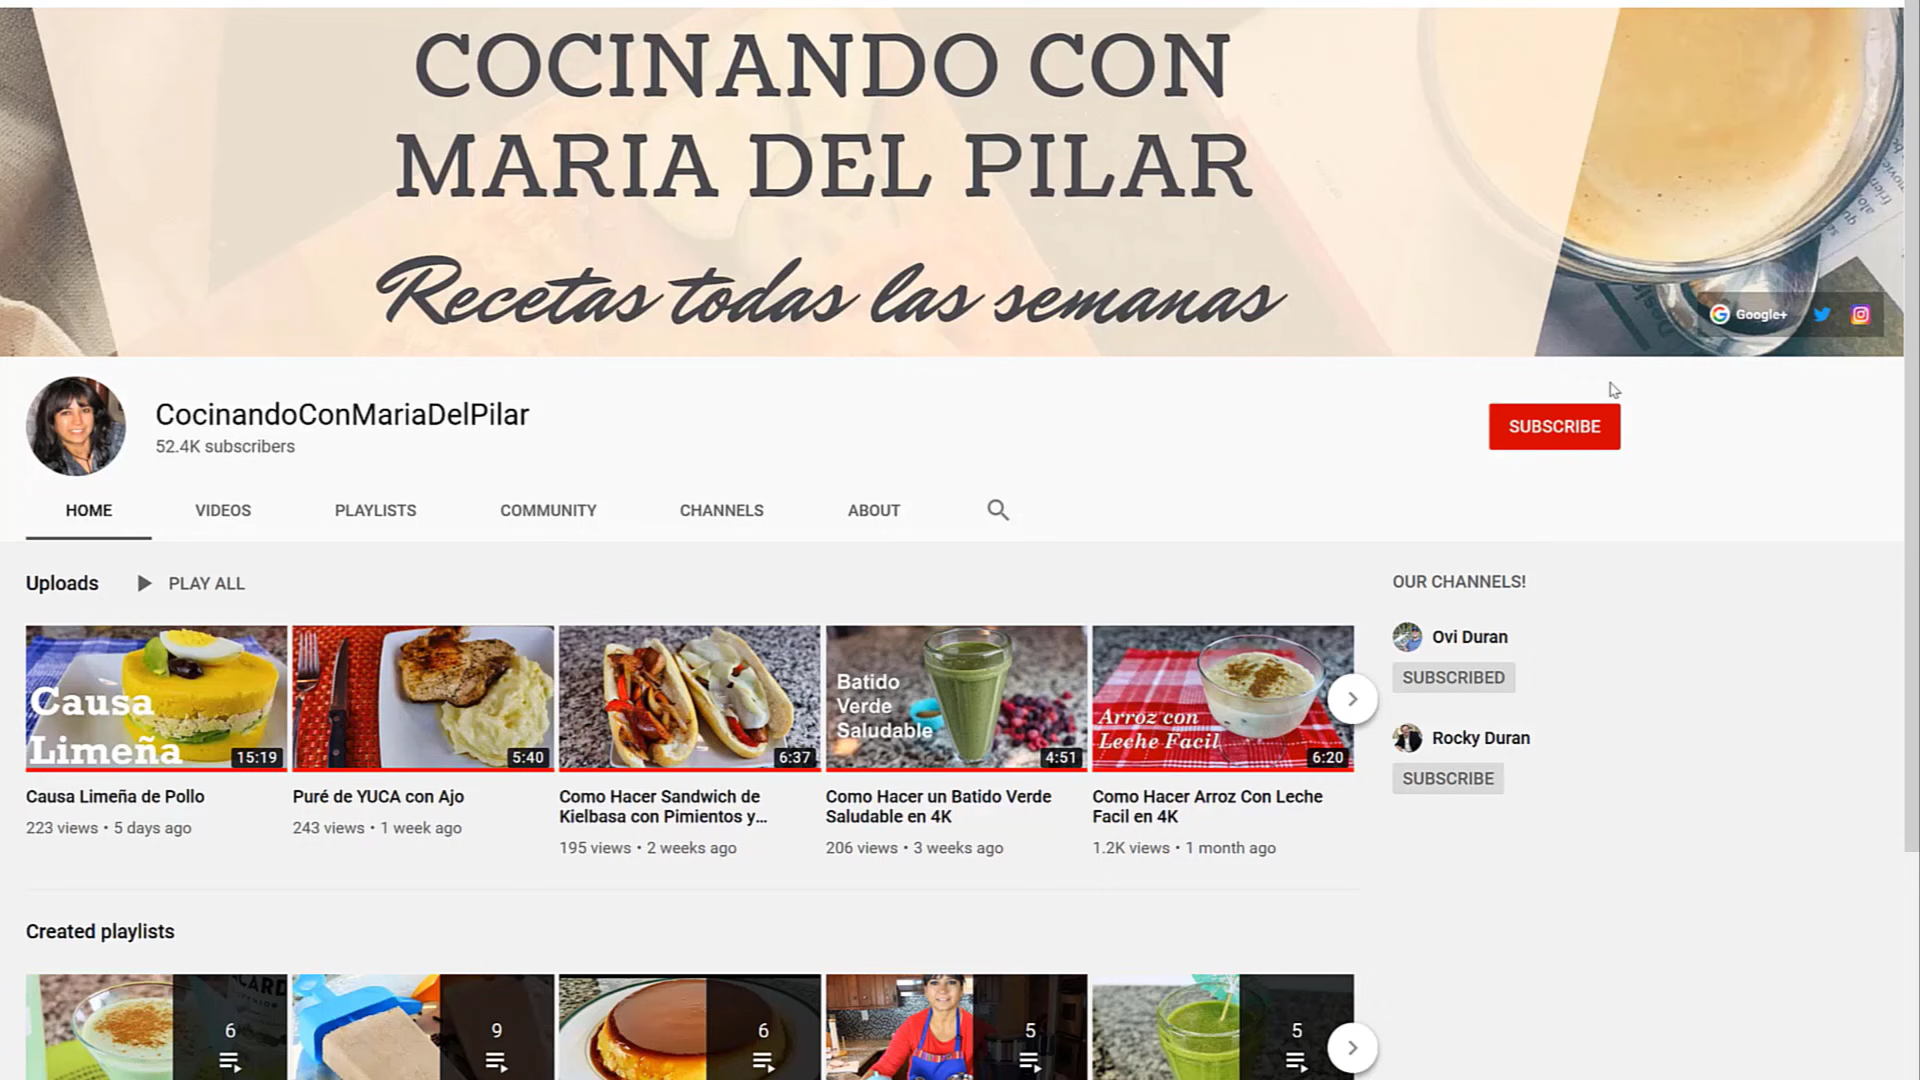 COCINANDO CON
MARIA DEL PILAR
Recetas todas las semanas
Google+
CocinandoConMariaDelPilar
52.4K subscribers
SUBSCRIBE
HOME
VIDEOS
PLAYLISTS
COMMUNITY
CHANNELS
ABOUT
Uploads
PLAY ALL
Causa
Limeña
15:19
Causa Limeña de Pollo
223 views • 5 days ago
5:40
Puré de YUCA con Ajo
243 views • 1 week ago
6:37
Como Hacer Sandwich de
Kielbasa con Pimientos y...
195 views • 2 weeks ago
Batido
Verde
Saludable
4:51
Como Hacer un Batido Verde
Saludable en 4K
206 views • 3 weeks ago
Arroz con
Leche Facil
6:20
Como Hacer Arroz Con Leche
Facil en 4K
1.2K views • 1 month ago
OUR CHANNELS!
Ovi Duran
SUBSCRIBED
Rocky Duran
SUBSCRIBE
Created playlists
6
9
6
5
5